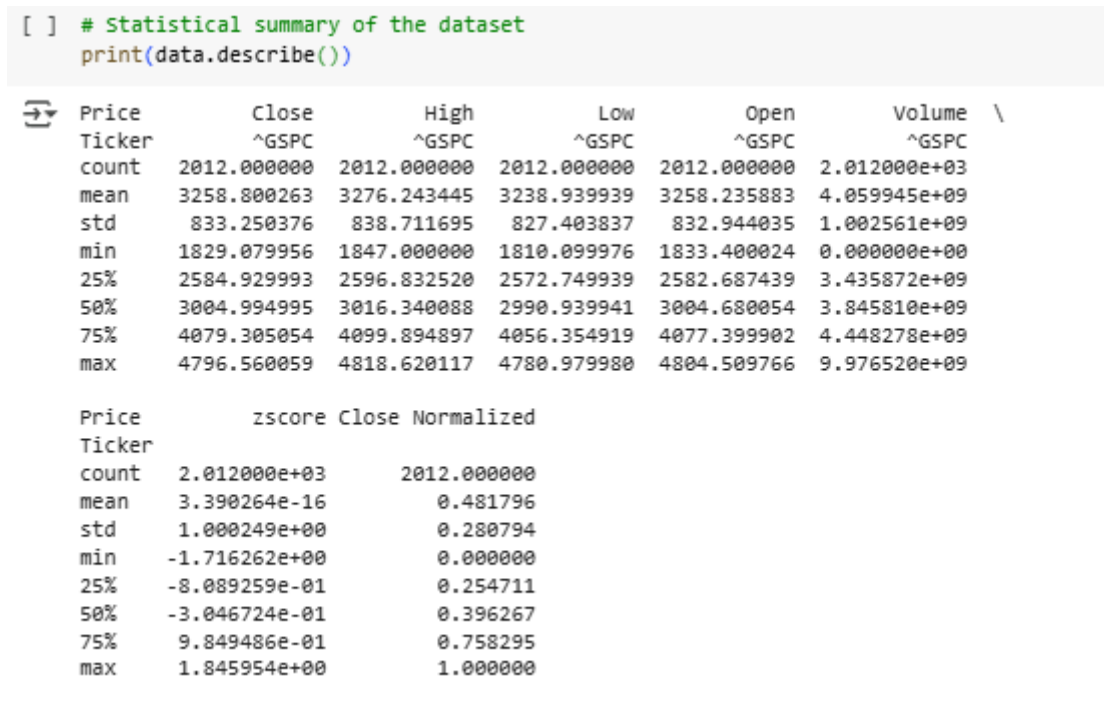 [ ] # Statistical summary of the dataset
print(data.describe())
Price Close High Low Open Volume \
Ticker ^GSPC ^GSPC ^GSPC ^GSPC ^GSPC
count 2012.000000 2012.000000 2012.000000 2012.000000 2.012000e+03
mean 3258.800263 3276.243445 3238.939939 3258.235883 4.059945e+09
std 833.250376 838.711695 827.403837 832.944035 1.002561e+09
min 1829.079956 1847.000000 1810.099976 1833.400024 0.000000e+00
25% 2584.929993 2596.832520 2572.749939 2582.687439 3.435872e+09
50% 3004.994995 3016.340088 2990.939941 3004.680054 3.845810e+09
75% 4079.305054 4099.894897 4056.354919 4077.399902 4.448278e+09
max 4796.560059 4818.620117 4780.979980 4804.509766 9.976520e+09
Price zscore Close Normalized
Ticker
count 2.012000e+03 2012.000000
mean 3.390264e-16 0.481796
std 1.000249e+00 0.280794
min -1.716262e+00 0.000000
25% -8.089259e-01 0.254711
50% -3.046724e-01 0.396267
75% 9.849486e-01 0.758295
max 1.845954e+00 1.000000